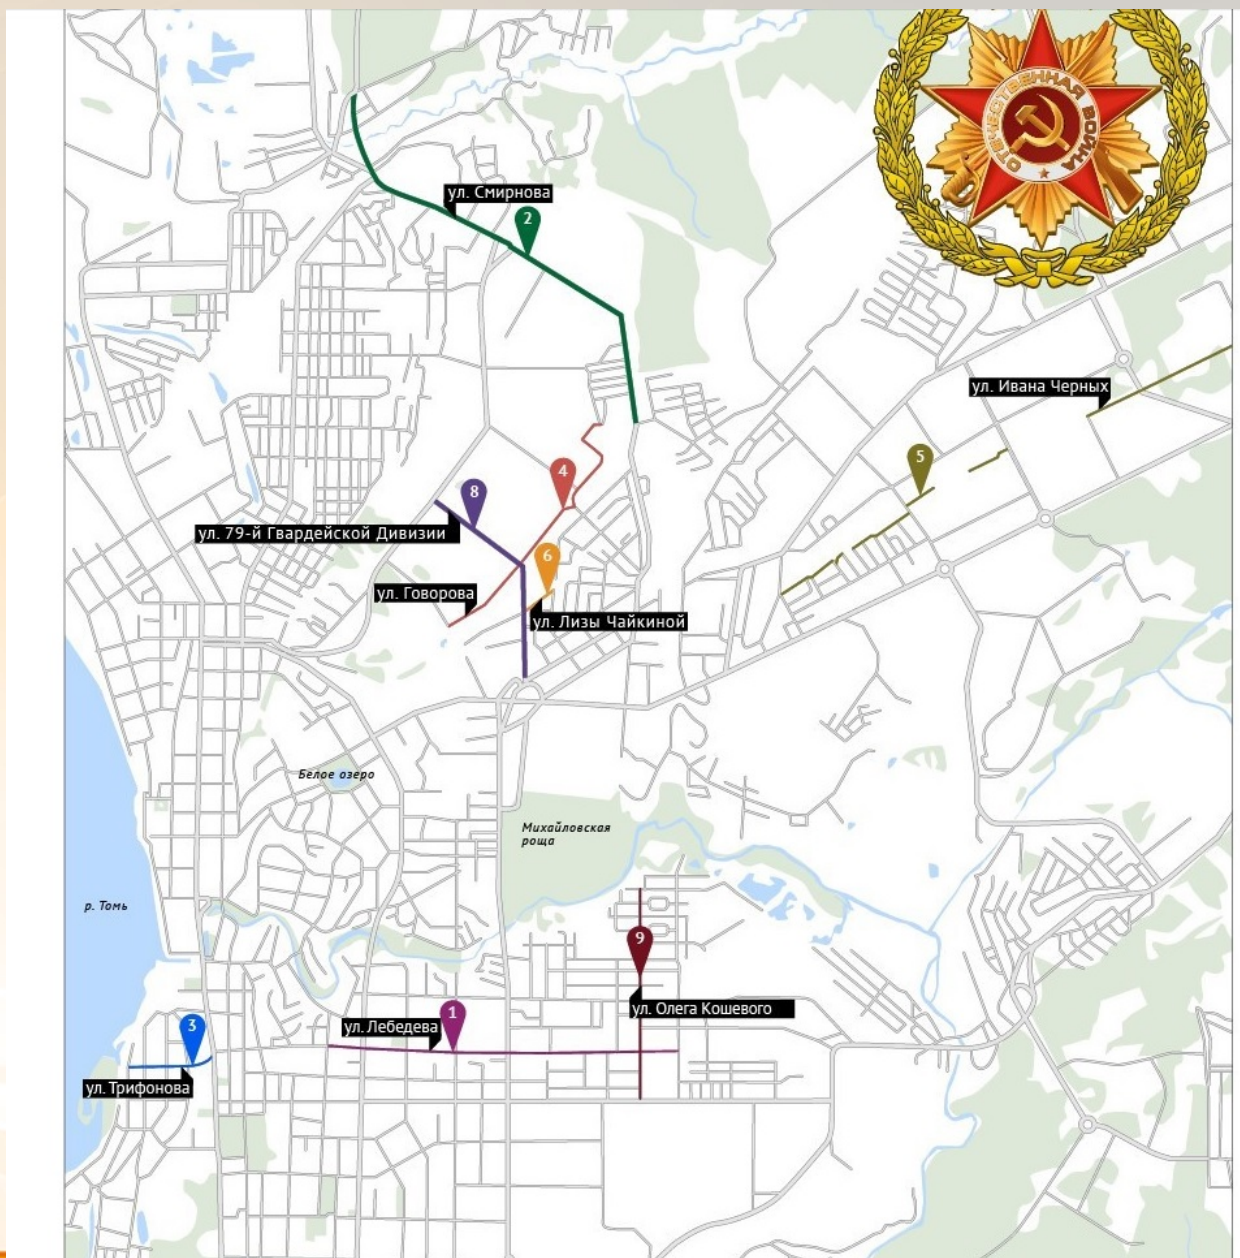 ОТЕЧЕСТВЕННАЯ ВОЙНА
ул. Смирнова
2
ул. Ивана Черных
5
4
8
ул. 79-й Гвардейской Дивизии
6
ул. Говорова
ул. Лизы Чайкиной
Белое озеро
Михайловская
роща
р. Томь
9
ул. Олега Кошевого
1
ул. Лебедева
3
ул. Трифонова